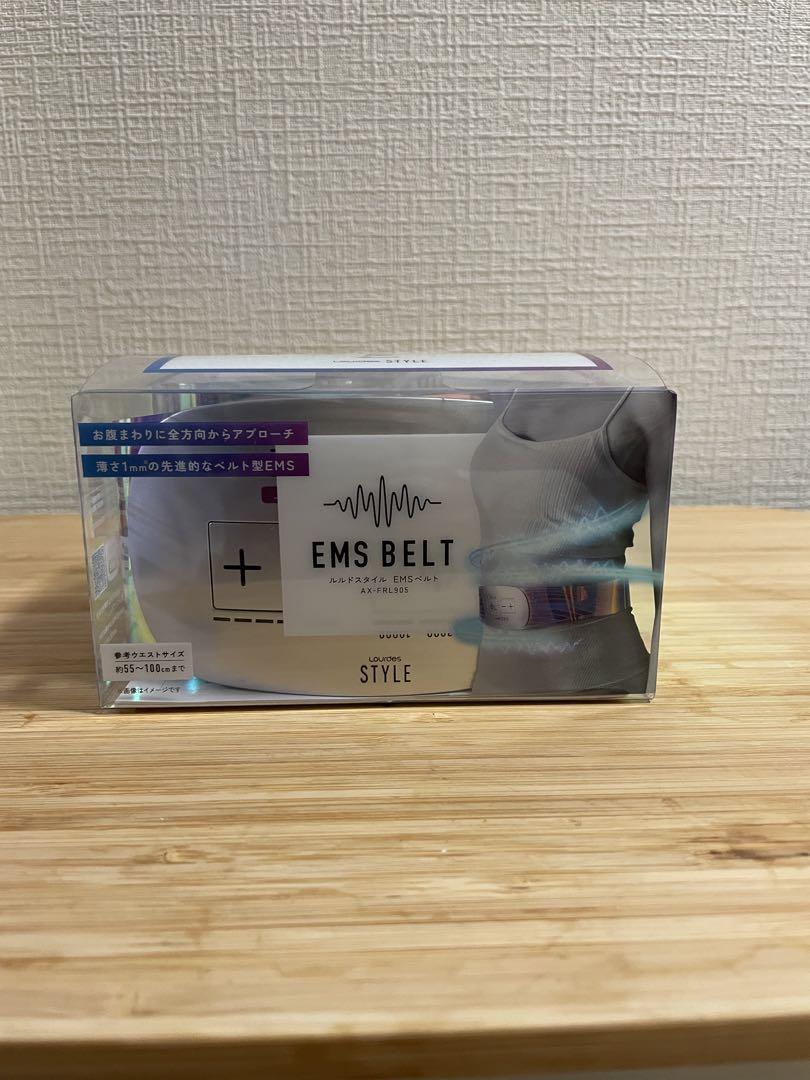 Lourdes STYLE
お腹まわりに全方向からアプローチ
薄さ1mm※の先進的なベルト型EMS
EMS BELT
ルルドスタイル EMSベルト
AX-FRL905
Lourdes
STYLE
参考ウエストサイズ
約55〜100cmまで
※画像はイメージです